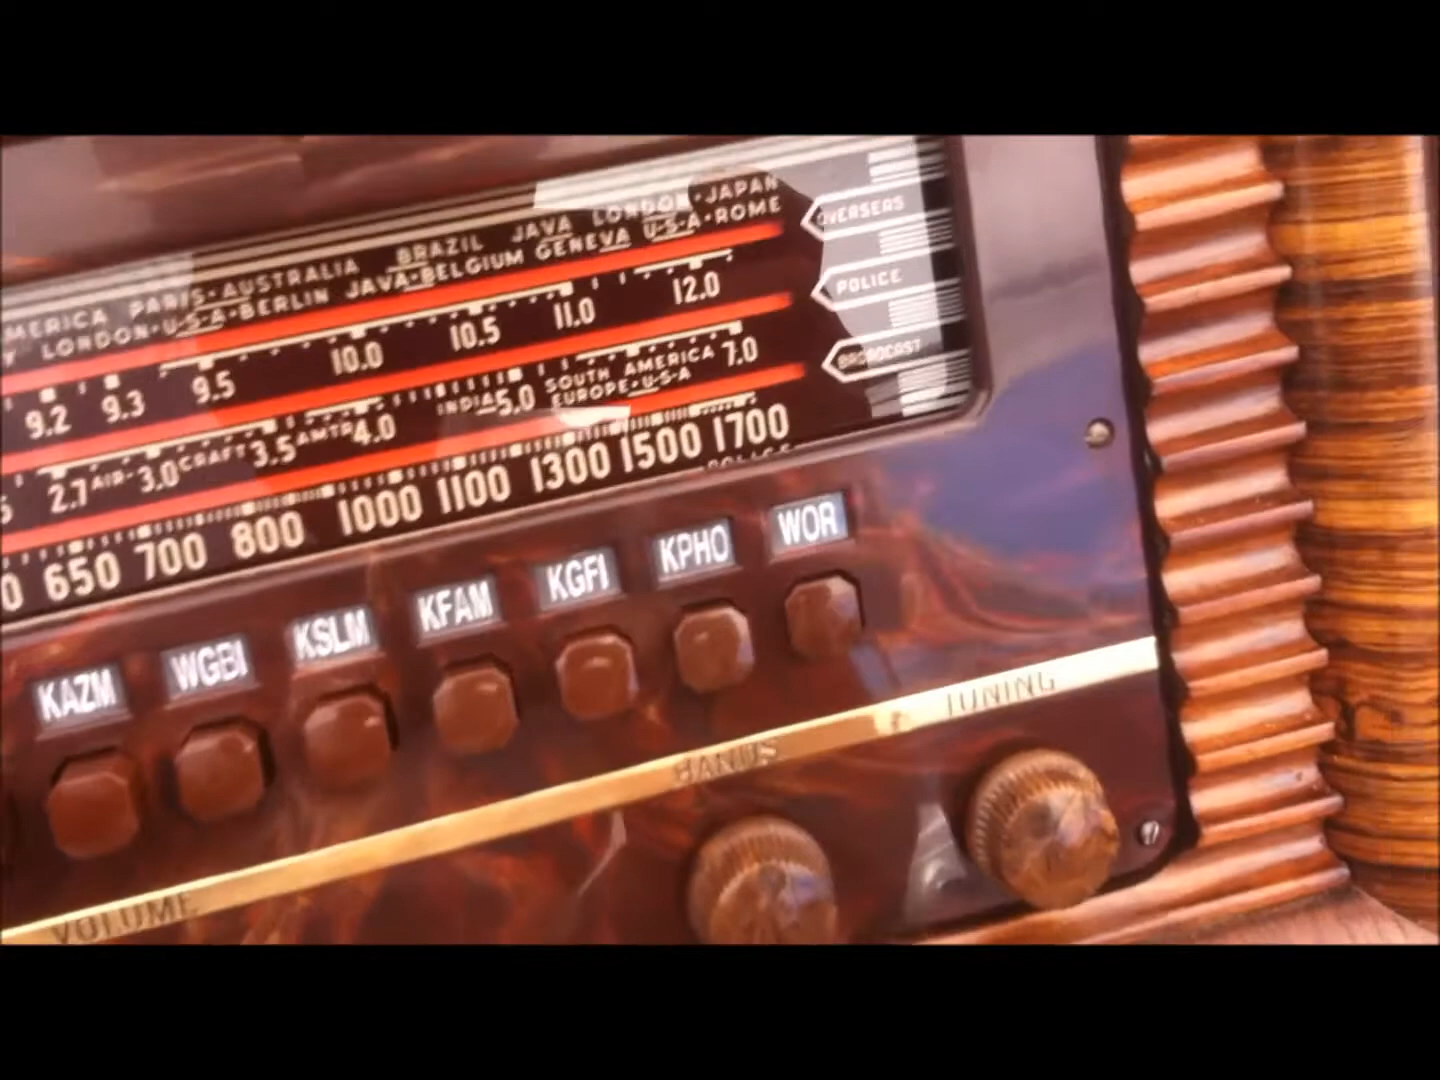 MERICA PARIS·AUSTRALIA BRAZIL JAVA LONDON·JAPAN
Y LONDON·U·S·A·BERLIN JAVA·BELGIUM GENEVA U·S·A·ROME
OVERSEAS
9.2 9.3 9.5 10.0 10.5 11.0 12.0
POLICE
2.7 AIR- 3.0 CRAFT 3.5 AMTR 4.0 INDIA 5.0 SOUTH AMERICA 7.0
EUROPE·U·S·A
BROADCAST
0 650 700 800 1000 1100 1300 1500 1700
POLICE
KAZM WGBI KSLM KFAM KGFI KPHO WOR
VOLUME BANDS TUNING